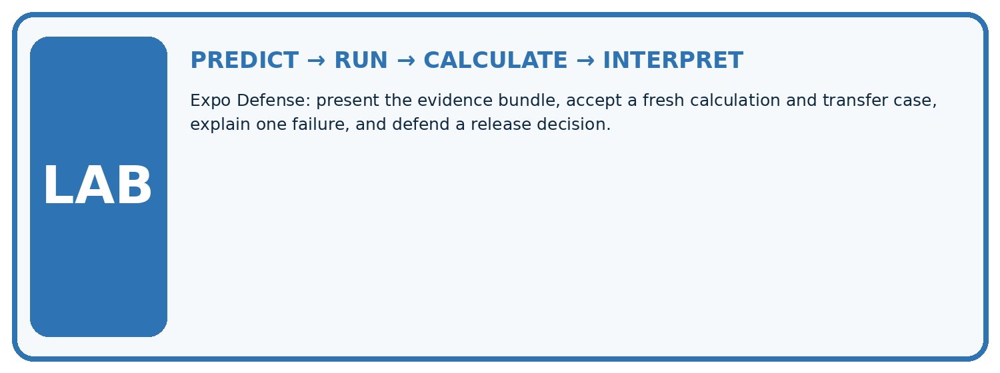 LAB
PREDICT → RUN → CALCULATE → INTERPRET
Expo Defense: present the evidence bundle, accept a fresh calculation and transfer case,
explain one failure, and defend a release decision.